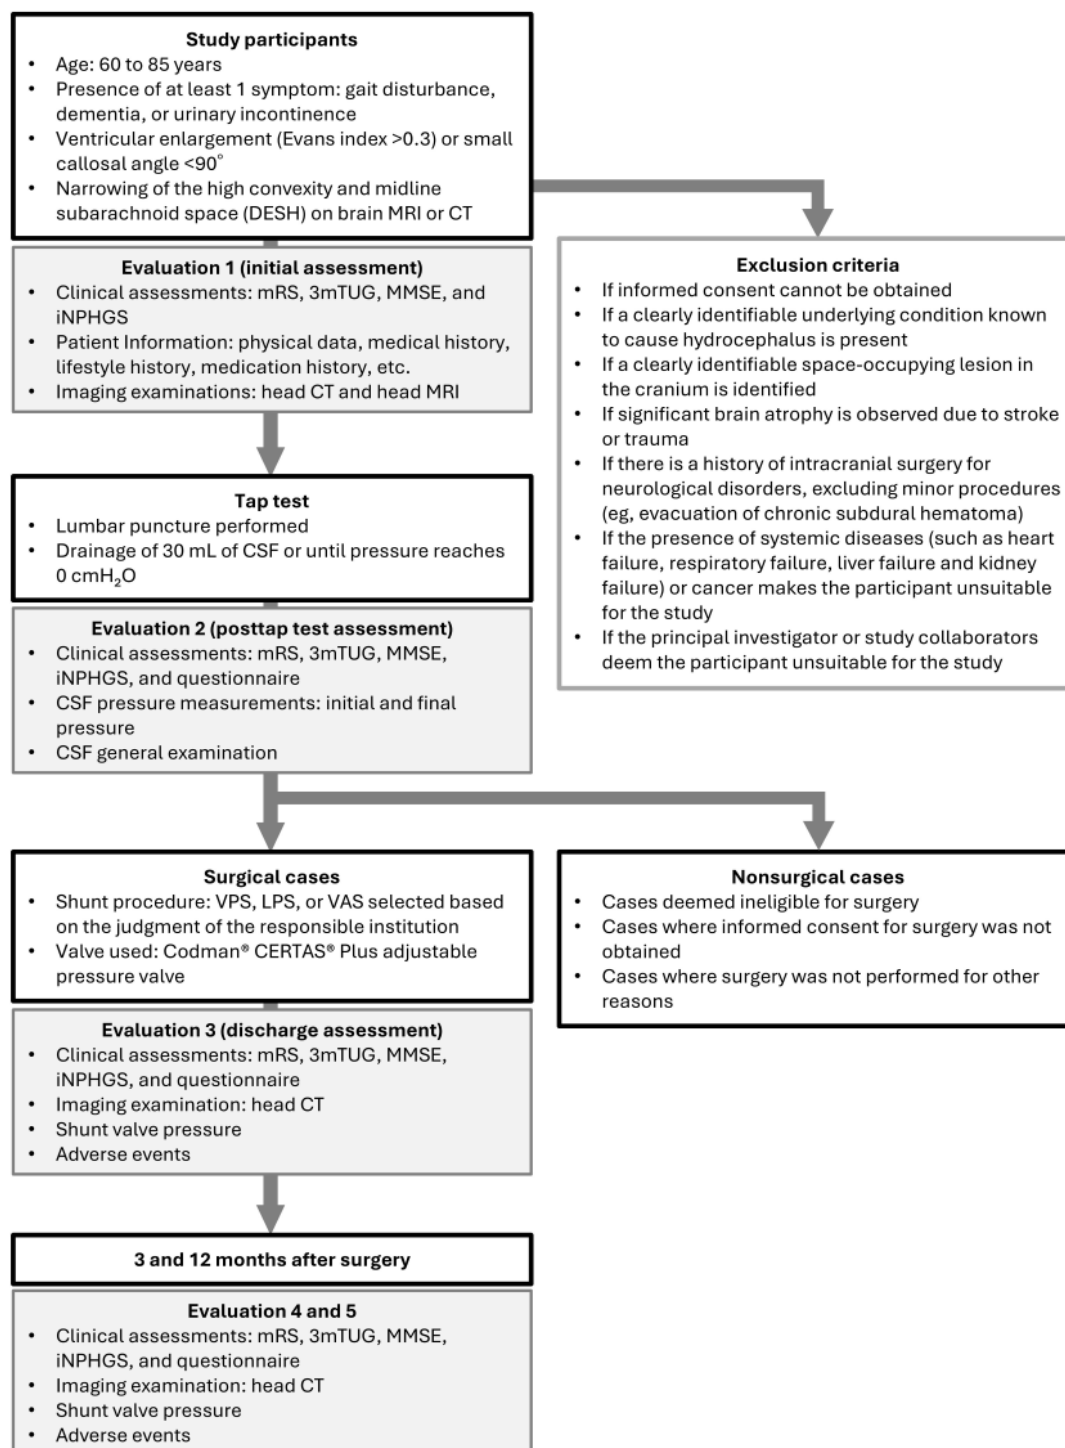 Study participants
• Age: 60 to 85 years
• Presence of at least 1 symptom: gait disturbance,
dementia, or urinary incontinence
• Ventricular enlargement (Evans index >0.3) or small
callosal angle <90°
• Narrowing of the high convexity and midline
subarachnoid space (DESH) on brain MRI or CT
Evaluation 1 (initial assessment)
• Clinical assessments: mRS, 3mTUG, MMSE, and
iNPHGS
• Patient Information: physical data, medical history,
lifestyle history, medication history, etc.
• Imaging examinations: head CT and head MRI
Exclusion criteria
• If informed consent cannot be obtained
• If a clearly identifiable underlying condition known
to cause hydrocephalus is present
• If a clearly identifiable space-occupying lesion in
the cranium is identified
• If significant brain atrophy is observed due to stroke
or trauma
• If there is a history of intracranial surgery for
neurological disorders, excluding minor procedures
(eg, evacuation of chronic subdural hematoma)
• If the presence of systemic diseases (such as heart
failure, respiratory failure, liver failure and kidney
failure) or cancer makes the participant unsuitable
for the study
• If the principal investigator or study collaborators
deem the participant unsuitable for the study
Tap test
• Lumbar puncture performed
• Drainage of 30 mL of CSF or until pressure reaches
0 cmH₂O
Evaluation 2 (posttap test assessment)
• Clinical assessments: mRS, 3mTUG, MMSE,
iNPHGS, and questionnaire
• CSF pressure measurements: initial and final
pressure
• CSF general examination
Surgical cases
• Shunt procedure: VPS, LPS, or VAS selected based
on the judgment of the responsible institution
• Valve used: Codman® CERTAS® Plus adjustable
pressure valve
Nonsurgical cases
• Cases deemed ineligible for surgery
• Cases where informed consent for surgery was not
obtained
• Cases where surgery was not performed for other
reasons
Evaluation 3 (discharge assessment)
• Clinical assessments: mRS, 3mTUG, MMSE,
iNPHGS, and questionnaire
• Imaging examination: head CT
• Shunt valve pressure
• Adverse events
3 and 12 months after surgery
Evaluation 4 and 5
• Clinical assessments: mRS, 3mTUG, MMSE,
iNPHGS, and questionnaire
• Imaging examination: head CT
• Shunt valve pressure
• Adverse events